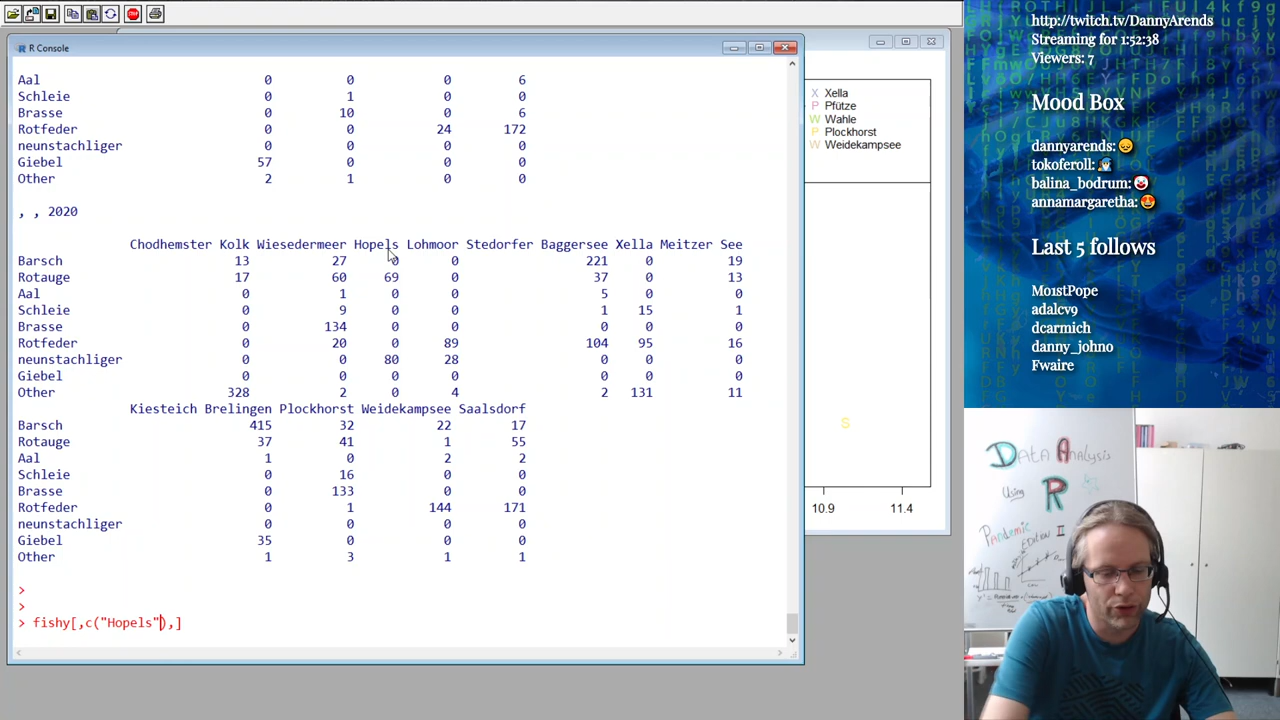 R Console
Aal 0 0 0 6
Schleie 0 1 0 0
Brasse 0 10 0 6
Rotfeder 0 0 24 172
neunstachliger 0 0 0 0
Giebel 57 0 0 0
Other 2 1 0 0
, , 2020
Chodhemster Kolk Wiesedermeer Hopels Lohmoor Stedorfer Baggersee Xella Meitzer See
Barsch 13 27 0 0 221 0 19
Rotauge 17 60 69 0 37 0 13
Aal 0 1 0 0 5 0 0
Schleie 0 9 0 0 1 15 1
Brasse 0 134 0 0 0 0 0
Rotfeder 0 20 0 89 104 95 16
neunstachliger 0 0 80 28 0 0 0
Giebel 0 0 0 0 0 0 0
Other 328 2 0 4 2 131 11
Kiesteich Brelingen Plockhorst Weidekampsee Saalsdorf
Barsch 415 32 22 17
Rotauge 37 41 1 55
Aal 1 0 2 2
Schleie 0 16 0 0
Brasse 0 133 0 0
Rotfeder 0 1 144 171
neunstachliger 0 0 0 0
Giebel 35 0 0 0
Other 1 3 1 1
>
>
> fishy[,c("Hopels"),]
X Xella
P Pfütze
W Wahle
P Plockhorst
W Weidekampsee
S
10.9 11.4
http://twitch.tv/DannyArends
Streaming for 1:52:38
Viewers: 7
Mood Box
dannyarends:
tokoferoll:
balina_bodrum:
annamargaretha:
Last 5 follows
Mo1stPope
adalcv9
dcarmich
danny_johno
Fwaire
Data Analysis
Using R
Pandemic
Edition II